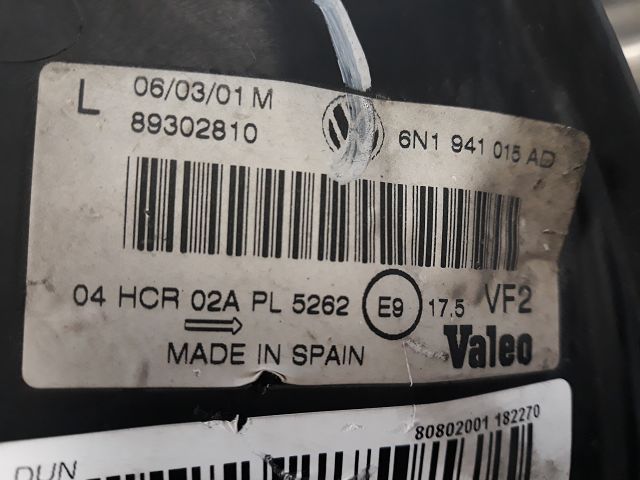 L 06/03/01 M
89302810 6N1 941 015 AD
04 HCR 02A PL 5262 E9 17.5 VF2
MADE IN SPAIN Valeo
80802001 182270
DUN